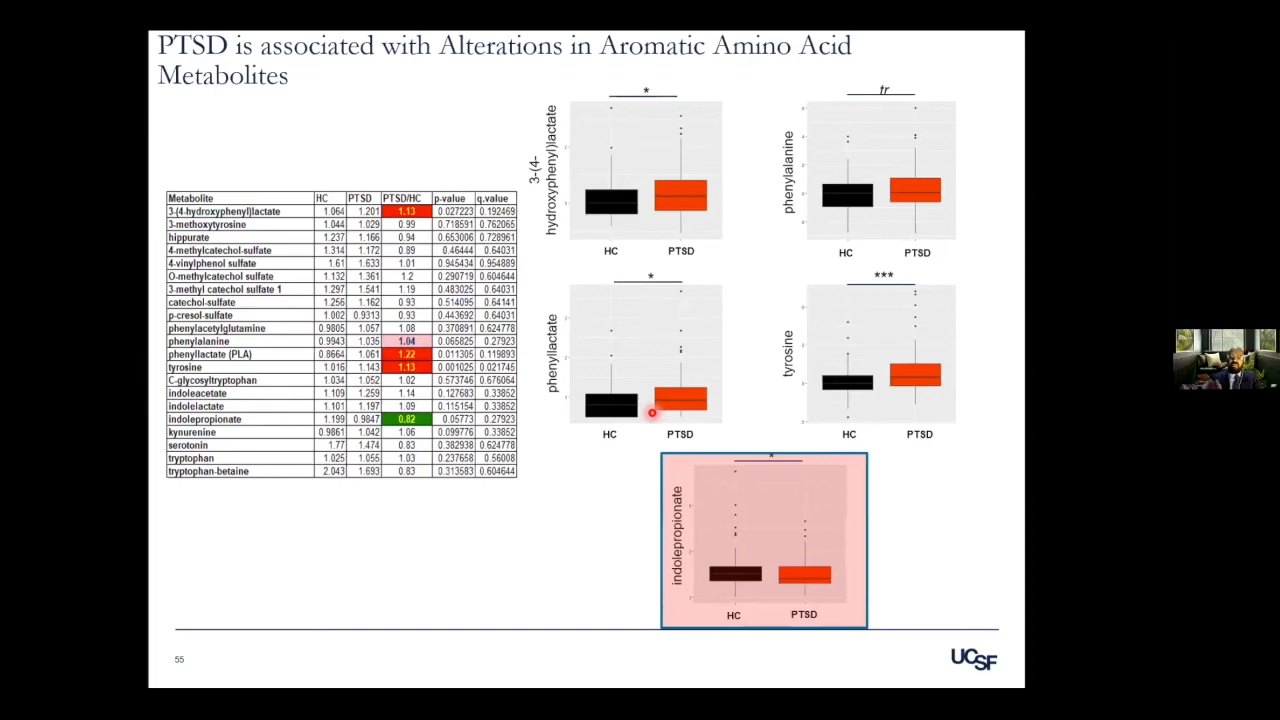 PTSD is associated with Alterations in Aromatic Amino Acid
Metabolites
Metabolite HC PTSD PTSD/HC p-value q.value
3-(4-hydroxyphenyl)lactate 1.064 1.201 1.13 0.027223 0.192469
3-methoxytyrosine 1.044 1.029 0.99 0.718591 0.762065
hippurate 1.237 1.166 0.94 0.653006 0.728961
4-methylcatechol-sulfate 1.314 1.172 0.89 0.46444 0.64031
4-vinylphenol sulfate 1.61 1.633 1.01 0.945434 0.954889
O-methylcatechol sulfate 1.132 1.361 1.2 0.290719 0.604644
3-methyl catechol sulfate 1 1.297 1.541 1.19 0.483025 0.64031
catechol-sulfate 1.256 1.162 0.93 0.514095 0.64141
p-cresol-sulfate 1.002 0.9313 0.93 0.443692 0.64031
phenylacetylglutamine 0.9805 1.057 1.08 0.370891 0.624778
phenylalanine 0.9943 1.035 1.04 0.065825 0.27923
phenyllactate (PLA) 0.8664 1.061 1.22 0.011305 0.119893
tyrosine 1.016 1.143 1.13 0.001025 0.021745
C-glycosyltryptophan 1.034 1.052 1.02 0.573746 0.676064
indoleacetate 1.109 1.259 1.14 0.127683 0.33852
indolelactate 1.101 1.197 1.09 0.115154 0.33852
indolepropionate 1.199 0.9847 0.82 0.05773 0.27923
kynurenine 0.9861 1.042 1.06 0.099776 0.33852
serotonin 1.77 1.474 0.83 0.382938 0.624778
tryptophan 1.025 1.055 1.03 0.237658 0.56008
tryptophan-betaine 2.043 1.693 0.83 0.313583 0.604644
*
3-(4-
hydroxyphenyl)lactate
HC PTSD
tr
phenylalanine
HC PTSD
*
phenyllactate
HC PTSD
***
tyrosine
HC PTSD
*
indolepropionate
HC PTSD
55
UCSF